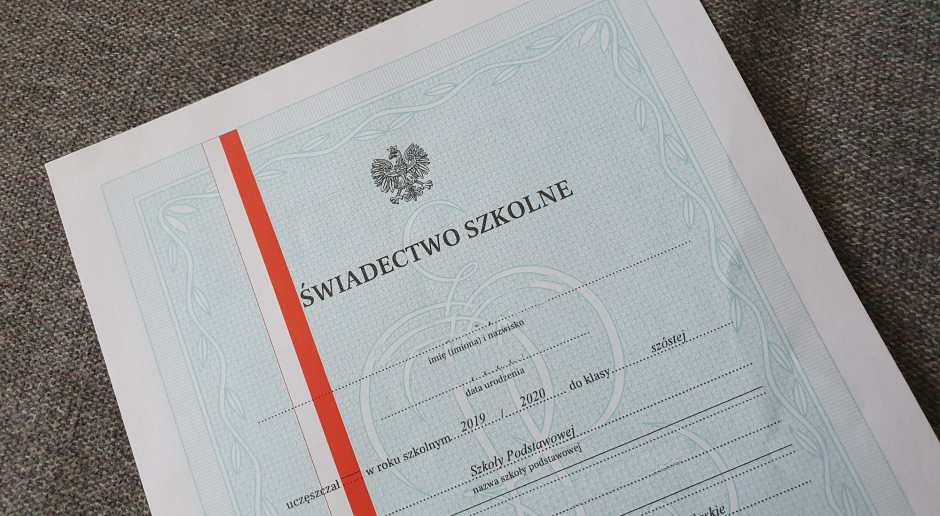 ŚWIADECTWO SZKOLNE
imię (imiona) i nazwisko
data urodzenia
uczęszczał w roku szkolnym 2019 / 2020 do klasy szóstej
Szkoły Podstawowej
nazwa szkoły podstawowej